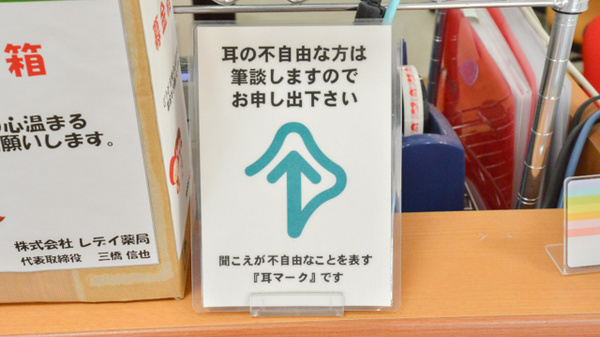 箱
心温まる
願いします。
株式会社 レデイ薬局
代表取締役 三橋 信也
耳の不自由な方は
筆談しますので
お申し出下さい
聞こえが不自由なことを表す
『耳マーク』です